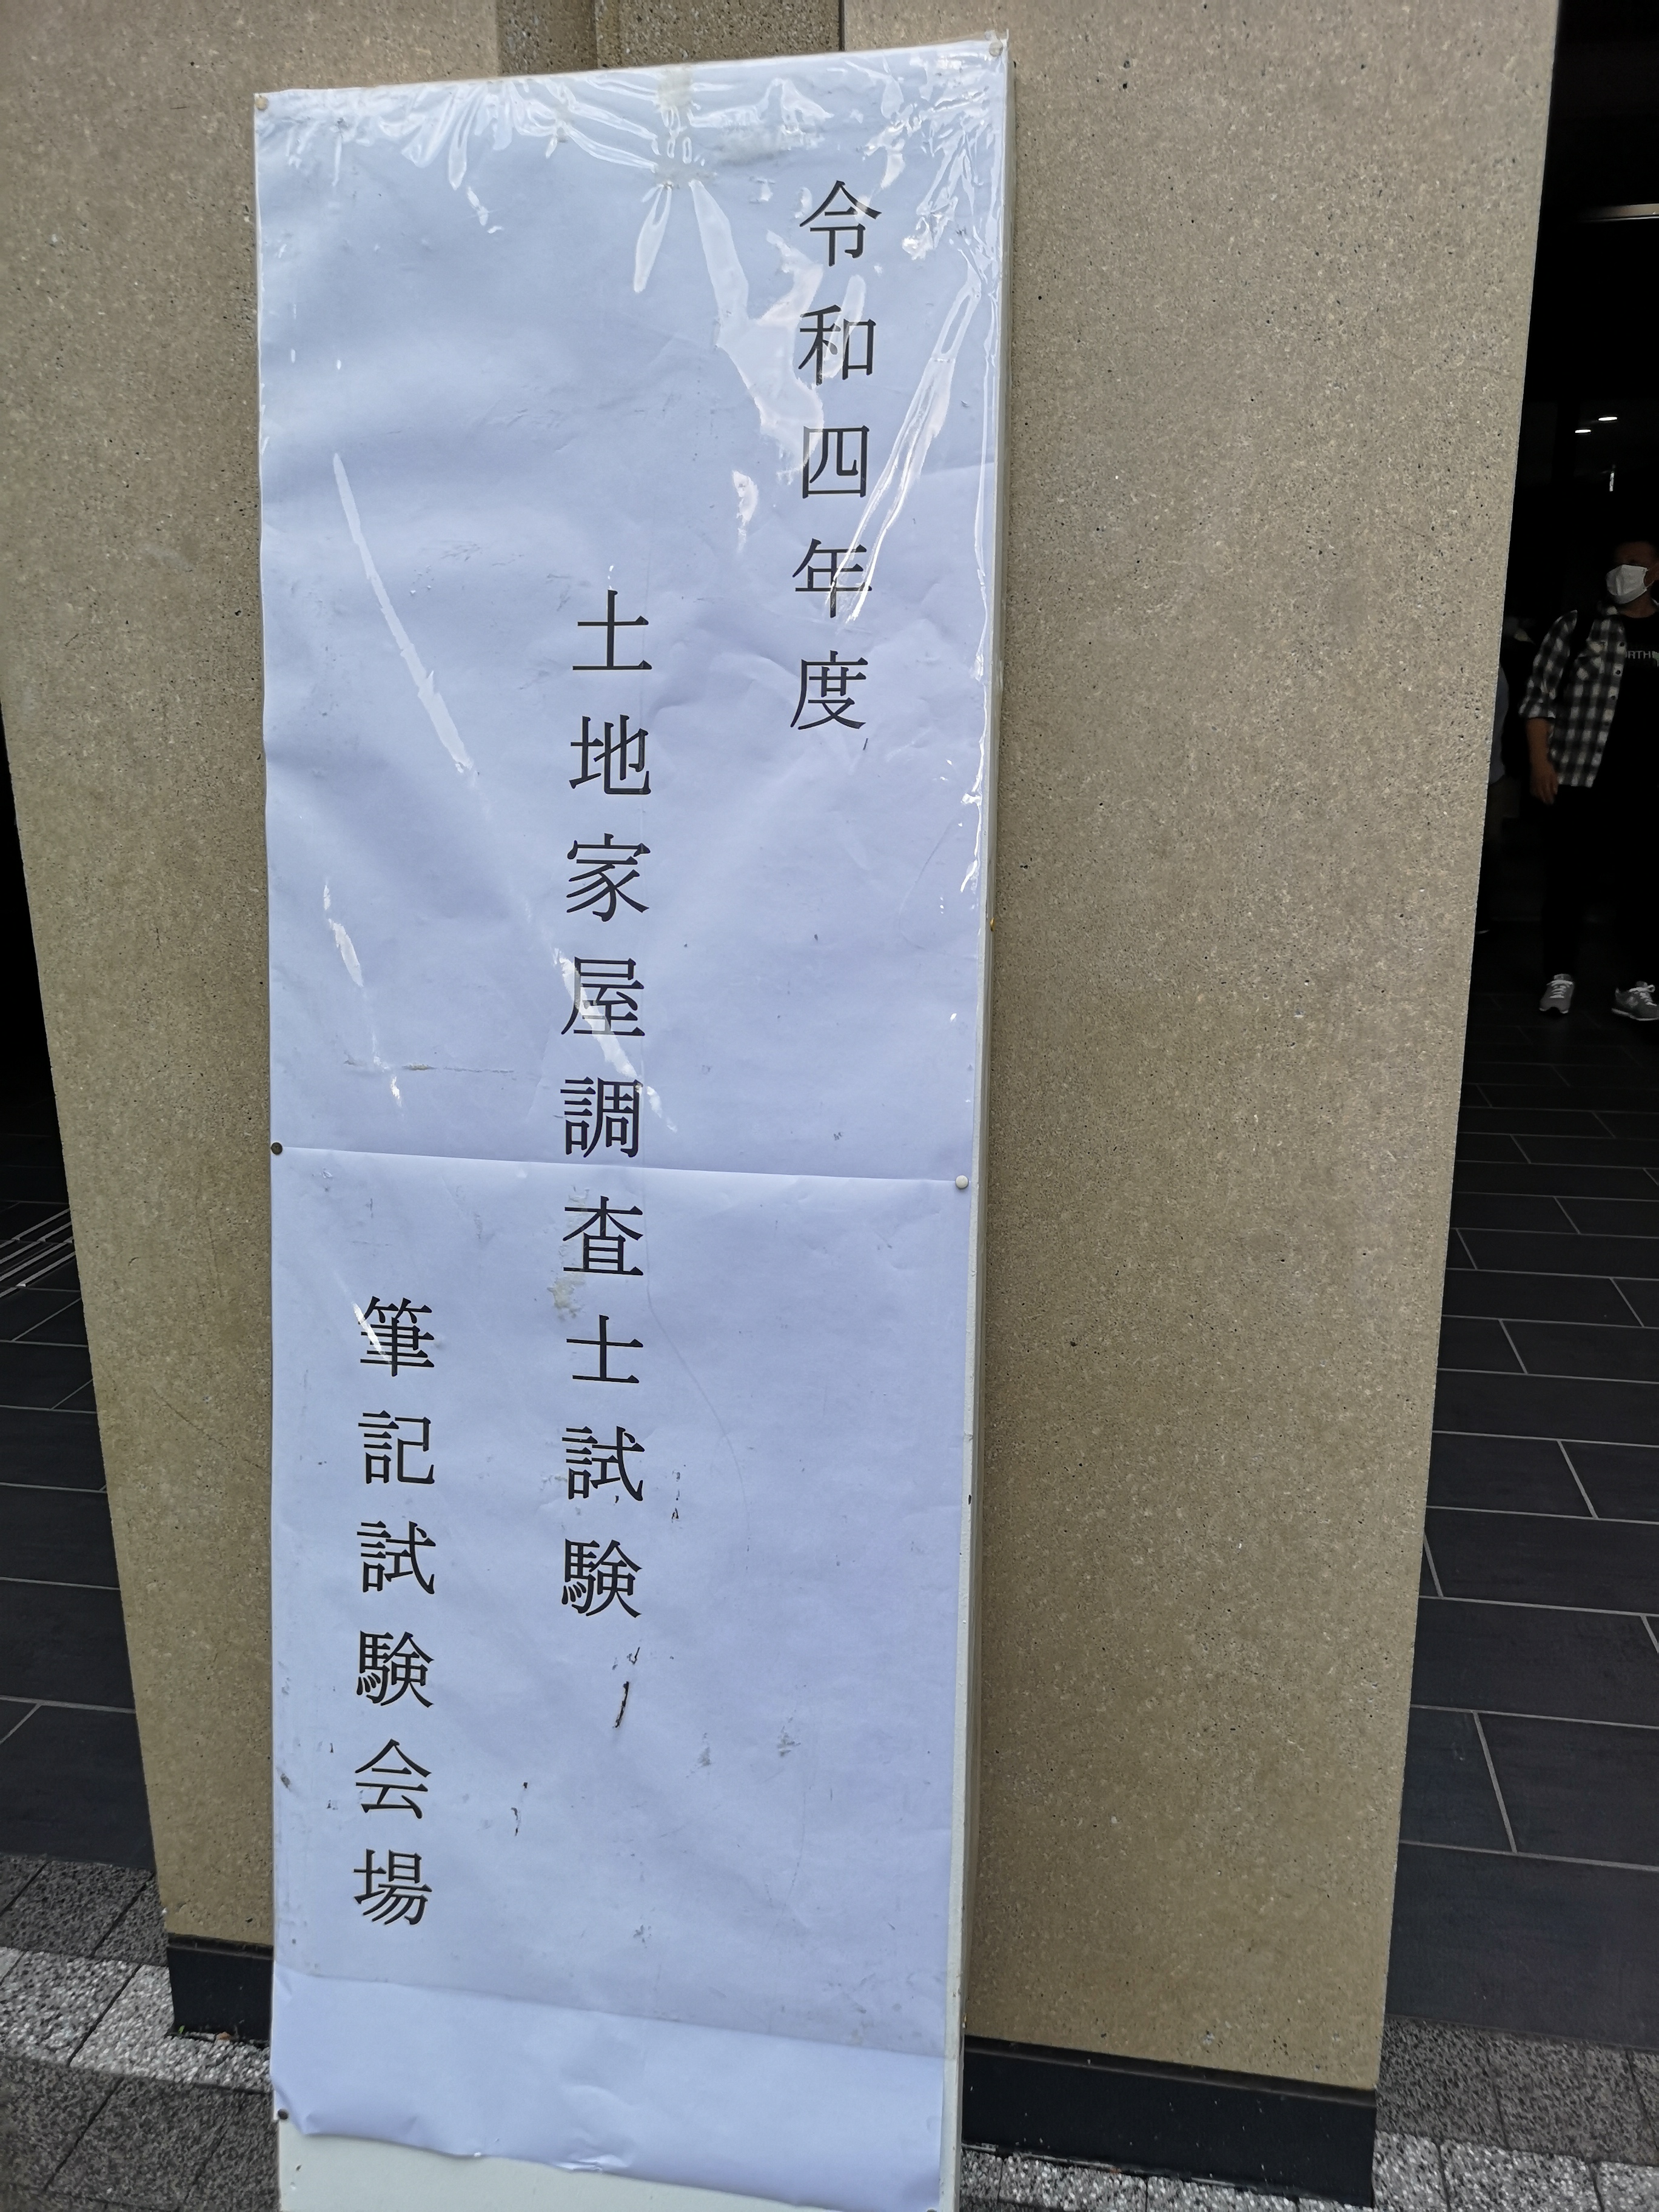 令和四年度
土地家屋調査士試験
筆記試験会場